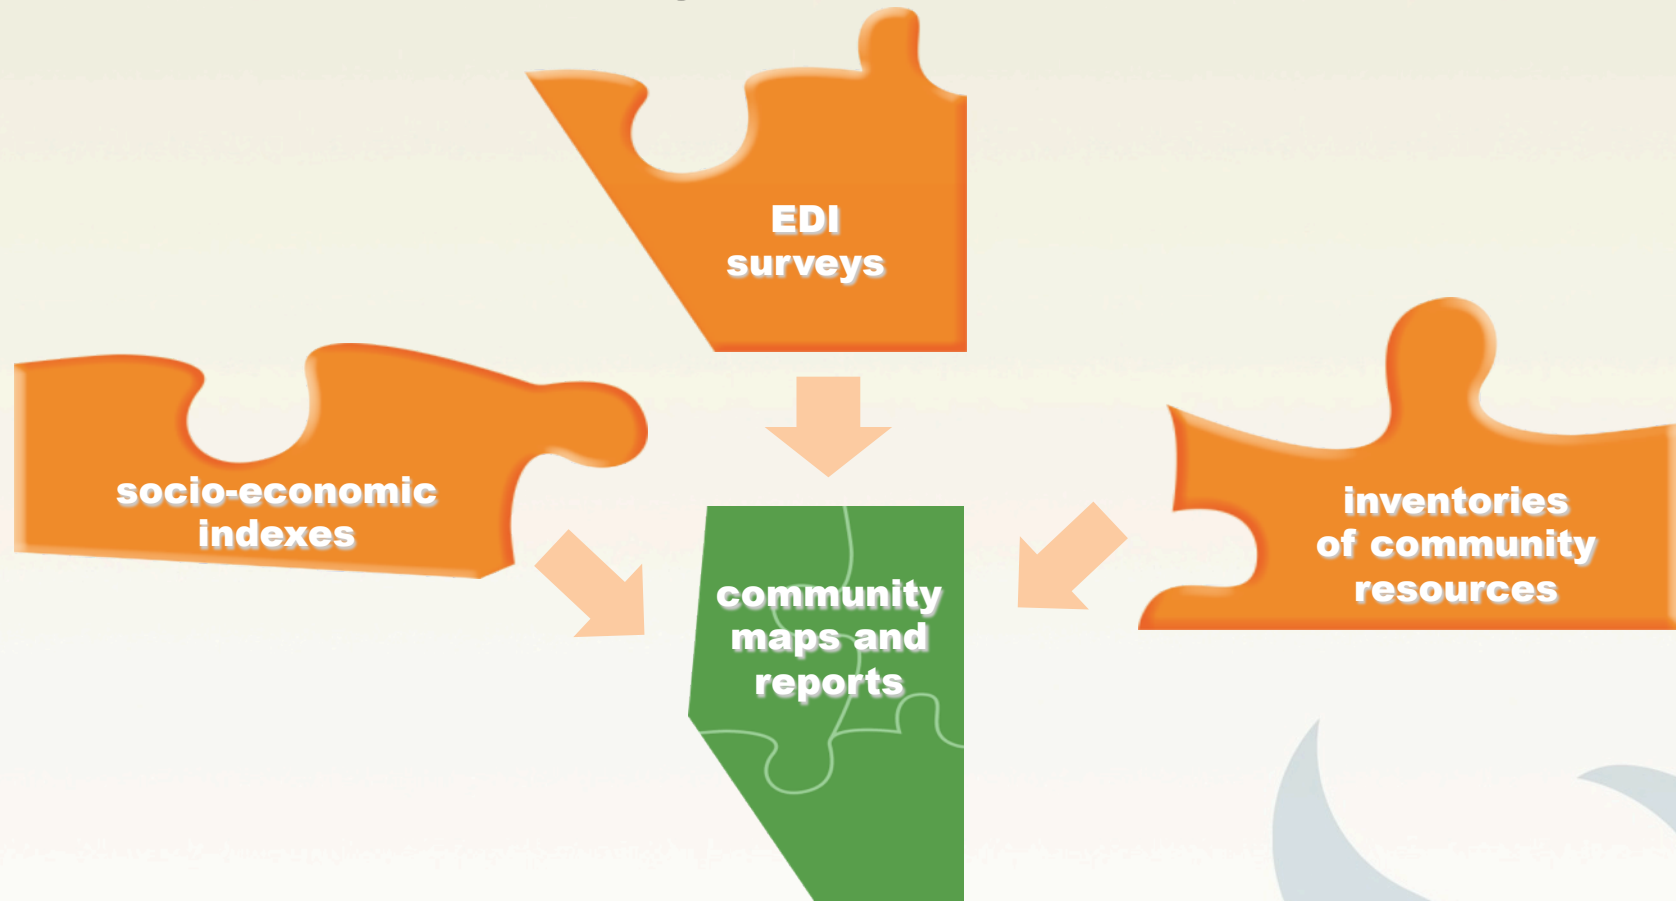 EDI
surveys
socio-economic
indexes
inventories
of community
resources
community
maps and
reports